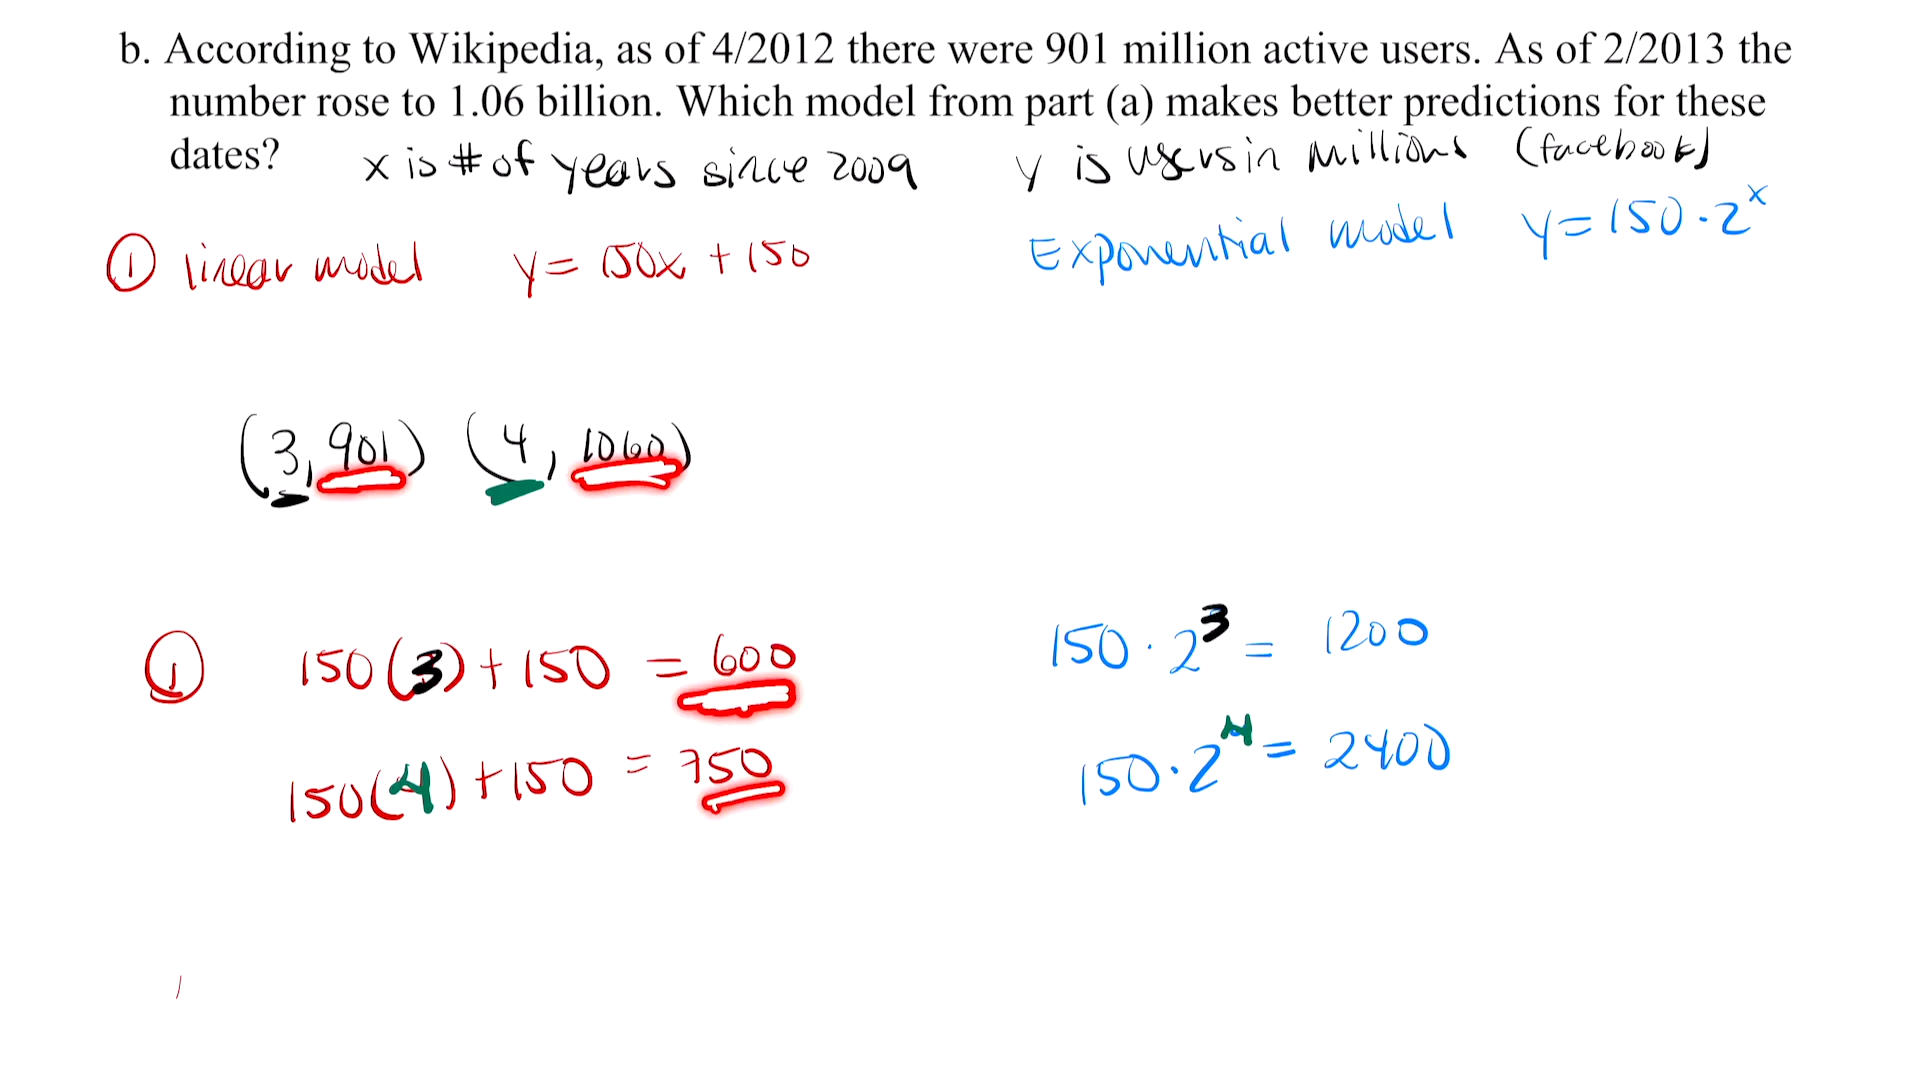 b. According to Wikipedia, as of 4/2012 there were 901 million active users. As of 2/2013 the
number rose to 1.06 billion. Which model from part (a) makes better predictions for these
dates? x is # of years since 2009 y is users in millions (facebook)
① linear model y = 150x + 150 Exponential model y = 150 · 2^x
(3, 901) (4, 1060)
① 150(3) + 150 = 600 150 · 2^3 = 1200
150(4) + 150 = 750 150 · 2^4 = 2400